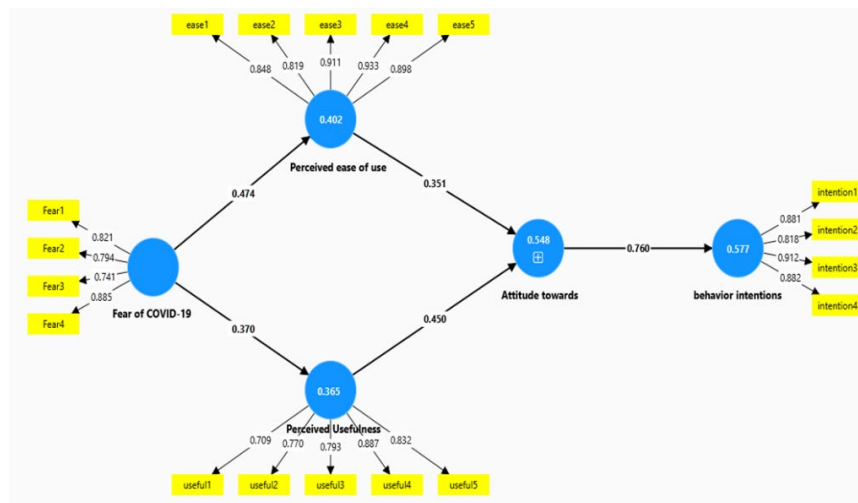 ease1 ease2 ease3 ease4 ease5
0.848 0.819 0.911 0.933 0.898
0.402
Perceived ease of use
0.474
0.351
Fear1
Fear2
Fear3
Fear4
0.821
0.794
0.741
0.885
Fear of COVID-19
0.548
Attitude towards
0.760
0.577
behavior intentions
0.881
0.818
0.912
0.882
intention1
intention2
intention3
intention4
0.370
0.450
0.365
Perceived Usefulness
0.709 0.770 0.793 0.887 0.832
useful1 useful2 useful3 useful4 useful5